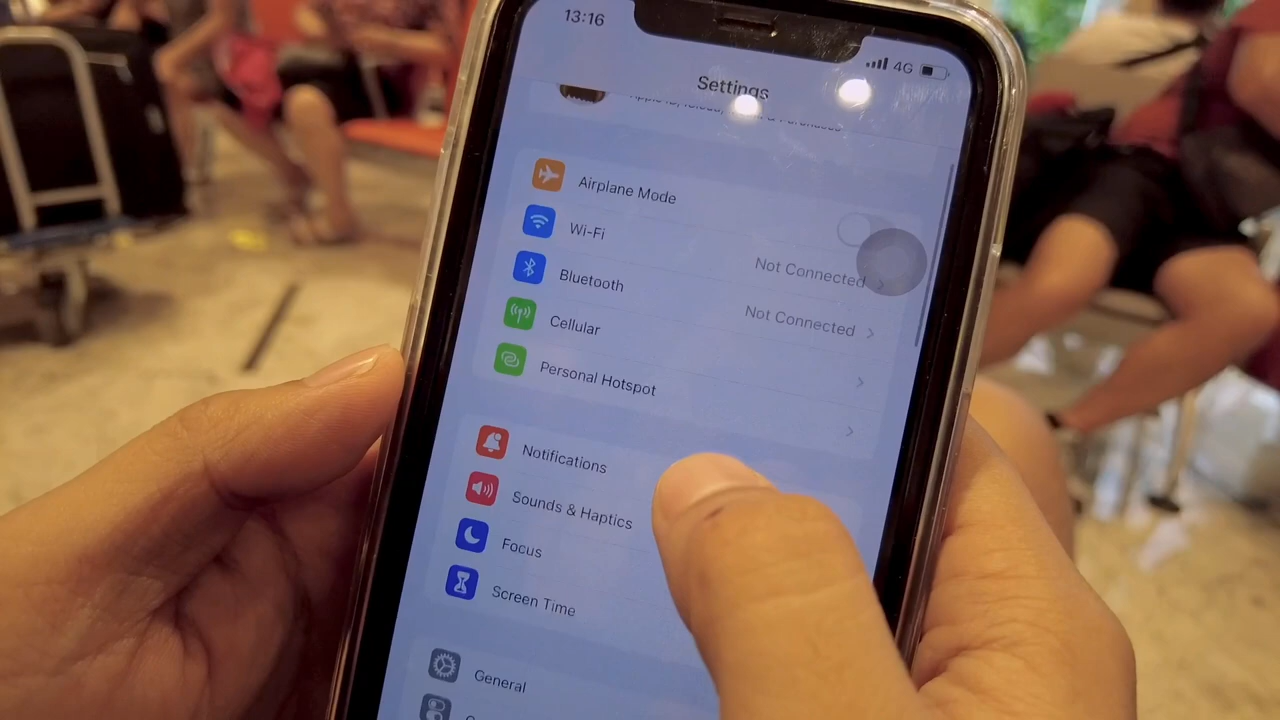 13:16
4G
Settings
Airplane Mode
Wi-Fi
Not Connected
Bluetooth
Not Connected
Cellular
Personal Hotspot
Notifications
Sounds & Haptics
Focus
Screen Time
General